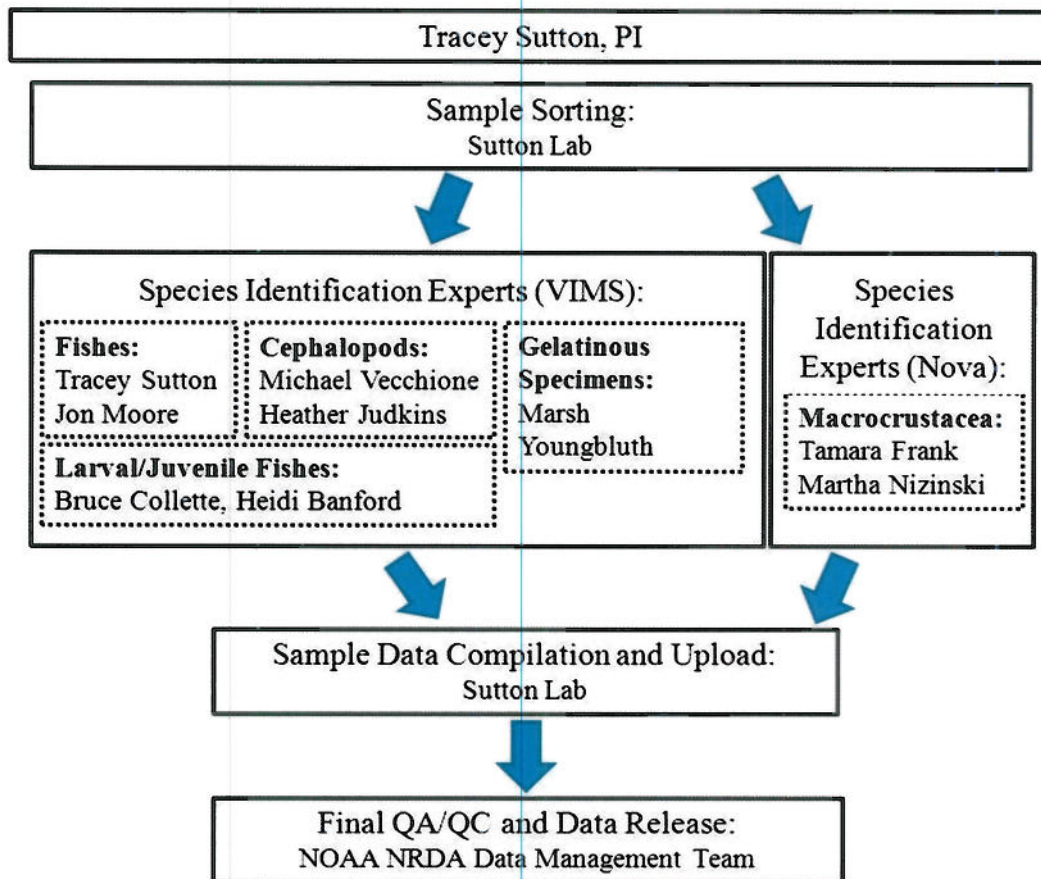 Tracey Sutton, PI
Sample Sorting:
Sutton Lab
Species Identification Experts (VIMS):
Fishes:
Tracey Sutton
Jon Moore
Cephalopods:
Michael Vecchione
Heather Judkins
Gelatinous
Specimens:
Marsh
Youngbluth
Larval/Juvenile Fishes:
Bruce Collette, Heidi Banford
Species
Identification
Experts (Nova):
Macrocrustacea:
Tamara Frank
Martha Nizinski
Sample Data Compilation and Upload:
Sutton Lab
Final QA/QC and Data Release:
NOAA NRDA Data Management Team